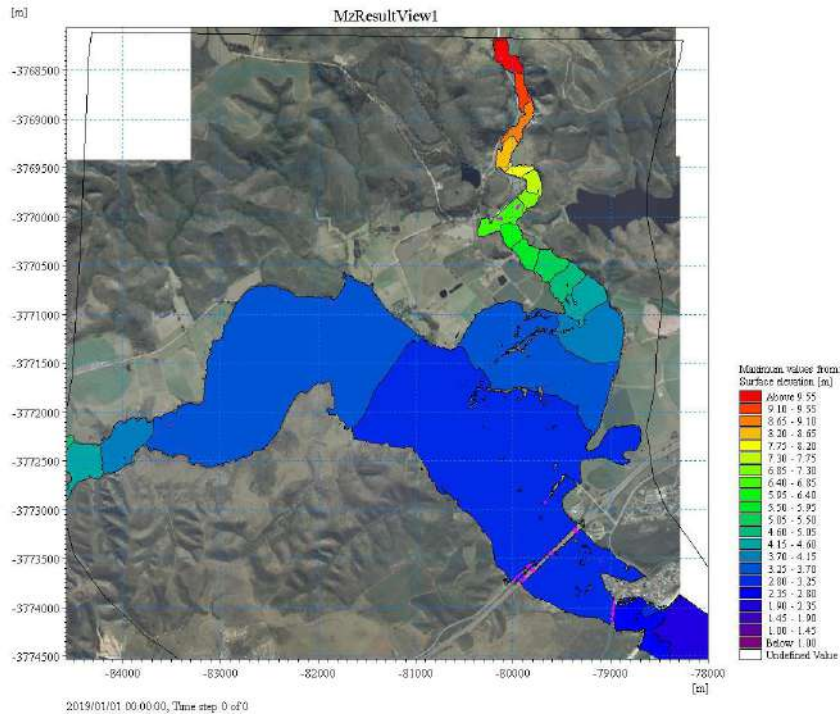 [m]
MzResultView1
-3768500
-3769000
-3769500
-3770000
-3770500
-3771000
-3771500
-3772000
-3772500
-3773000
-3773500
-3774000
-3774500
-84000
-83000
-82000
-81000
-80000
-79000
-78000
[m]
Maximum values from:
Surface elevation [m]
Above 9.55
9.10 - 9.55
8.65 - 9.10
8.20 - 8.65
7.75 - 8.20
7.30 - 7.75
6.85 - 7.30
6.40 - 6.85
5.95 - 6.40
5.50 - 5.95
5.05 - 5.50
4.60 - 5.05
4.15 - 4.60
3.70 - 4.15
3.25 - 3.70
2.80 - 3.25
2.35 - 2.80
1.90 - 2.35
1.45 - 1.90
1.00 - 1.45
Below 1.00
Undefined Value
2019/01/01 00:00:00, Time step 0 of 0